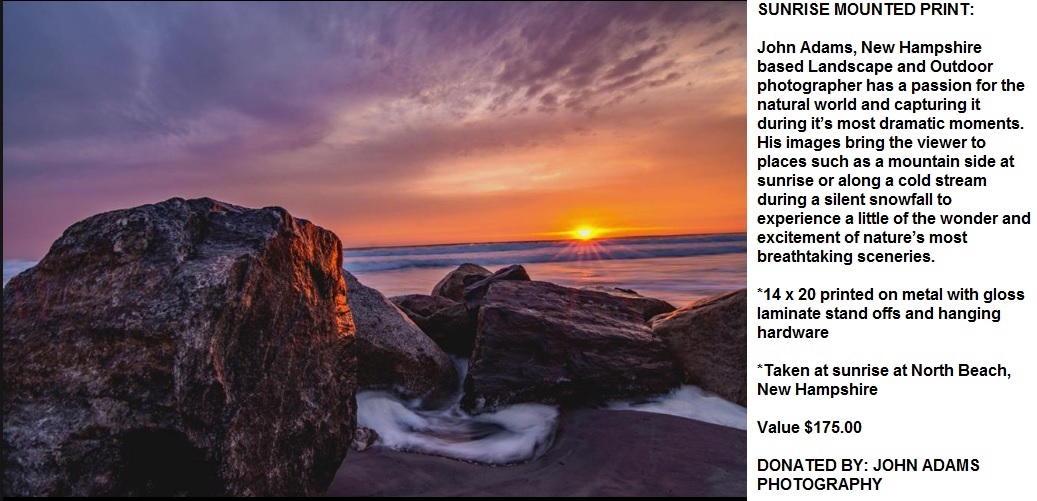 SUNRISE MOUNTED PRINT:
John Adams, New Hampshire
based Landscape and Outdoor
photographer has a passion for the
natural world and capturing it
during it’s most dramatic moments.
His images bring the viewer to
places such as a mountain side at
sunrise or along a cold stream
during a silent snowfall to
experience a little of the wonder and
excitement of nature’s most
breathtaking sceneries.
*14 x 20 printed on metal with gloss
laminate stand offs and hanging
hardware
*Taken at sunrise at North Beach,
New Hampshire
Value $175.00
DONATED BY: JOHN ADAMS
PHOTOGRAPHY